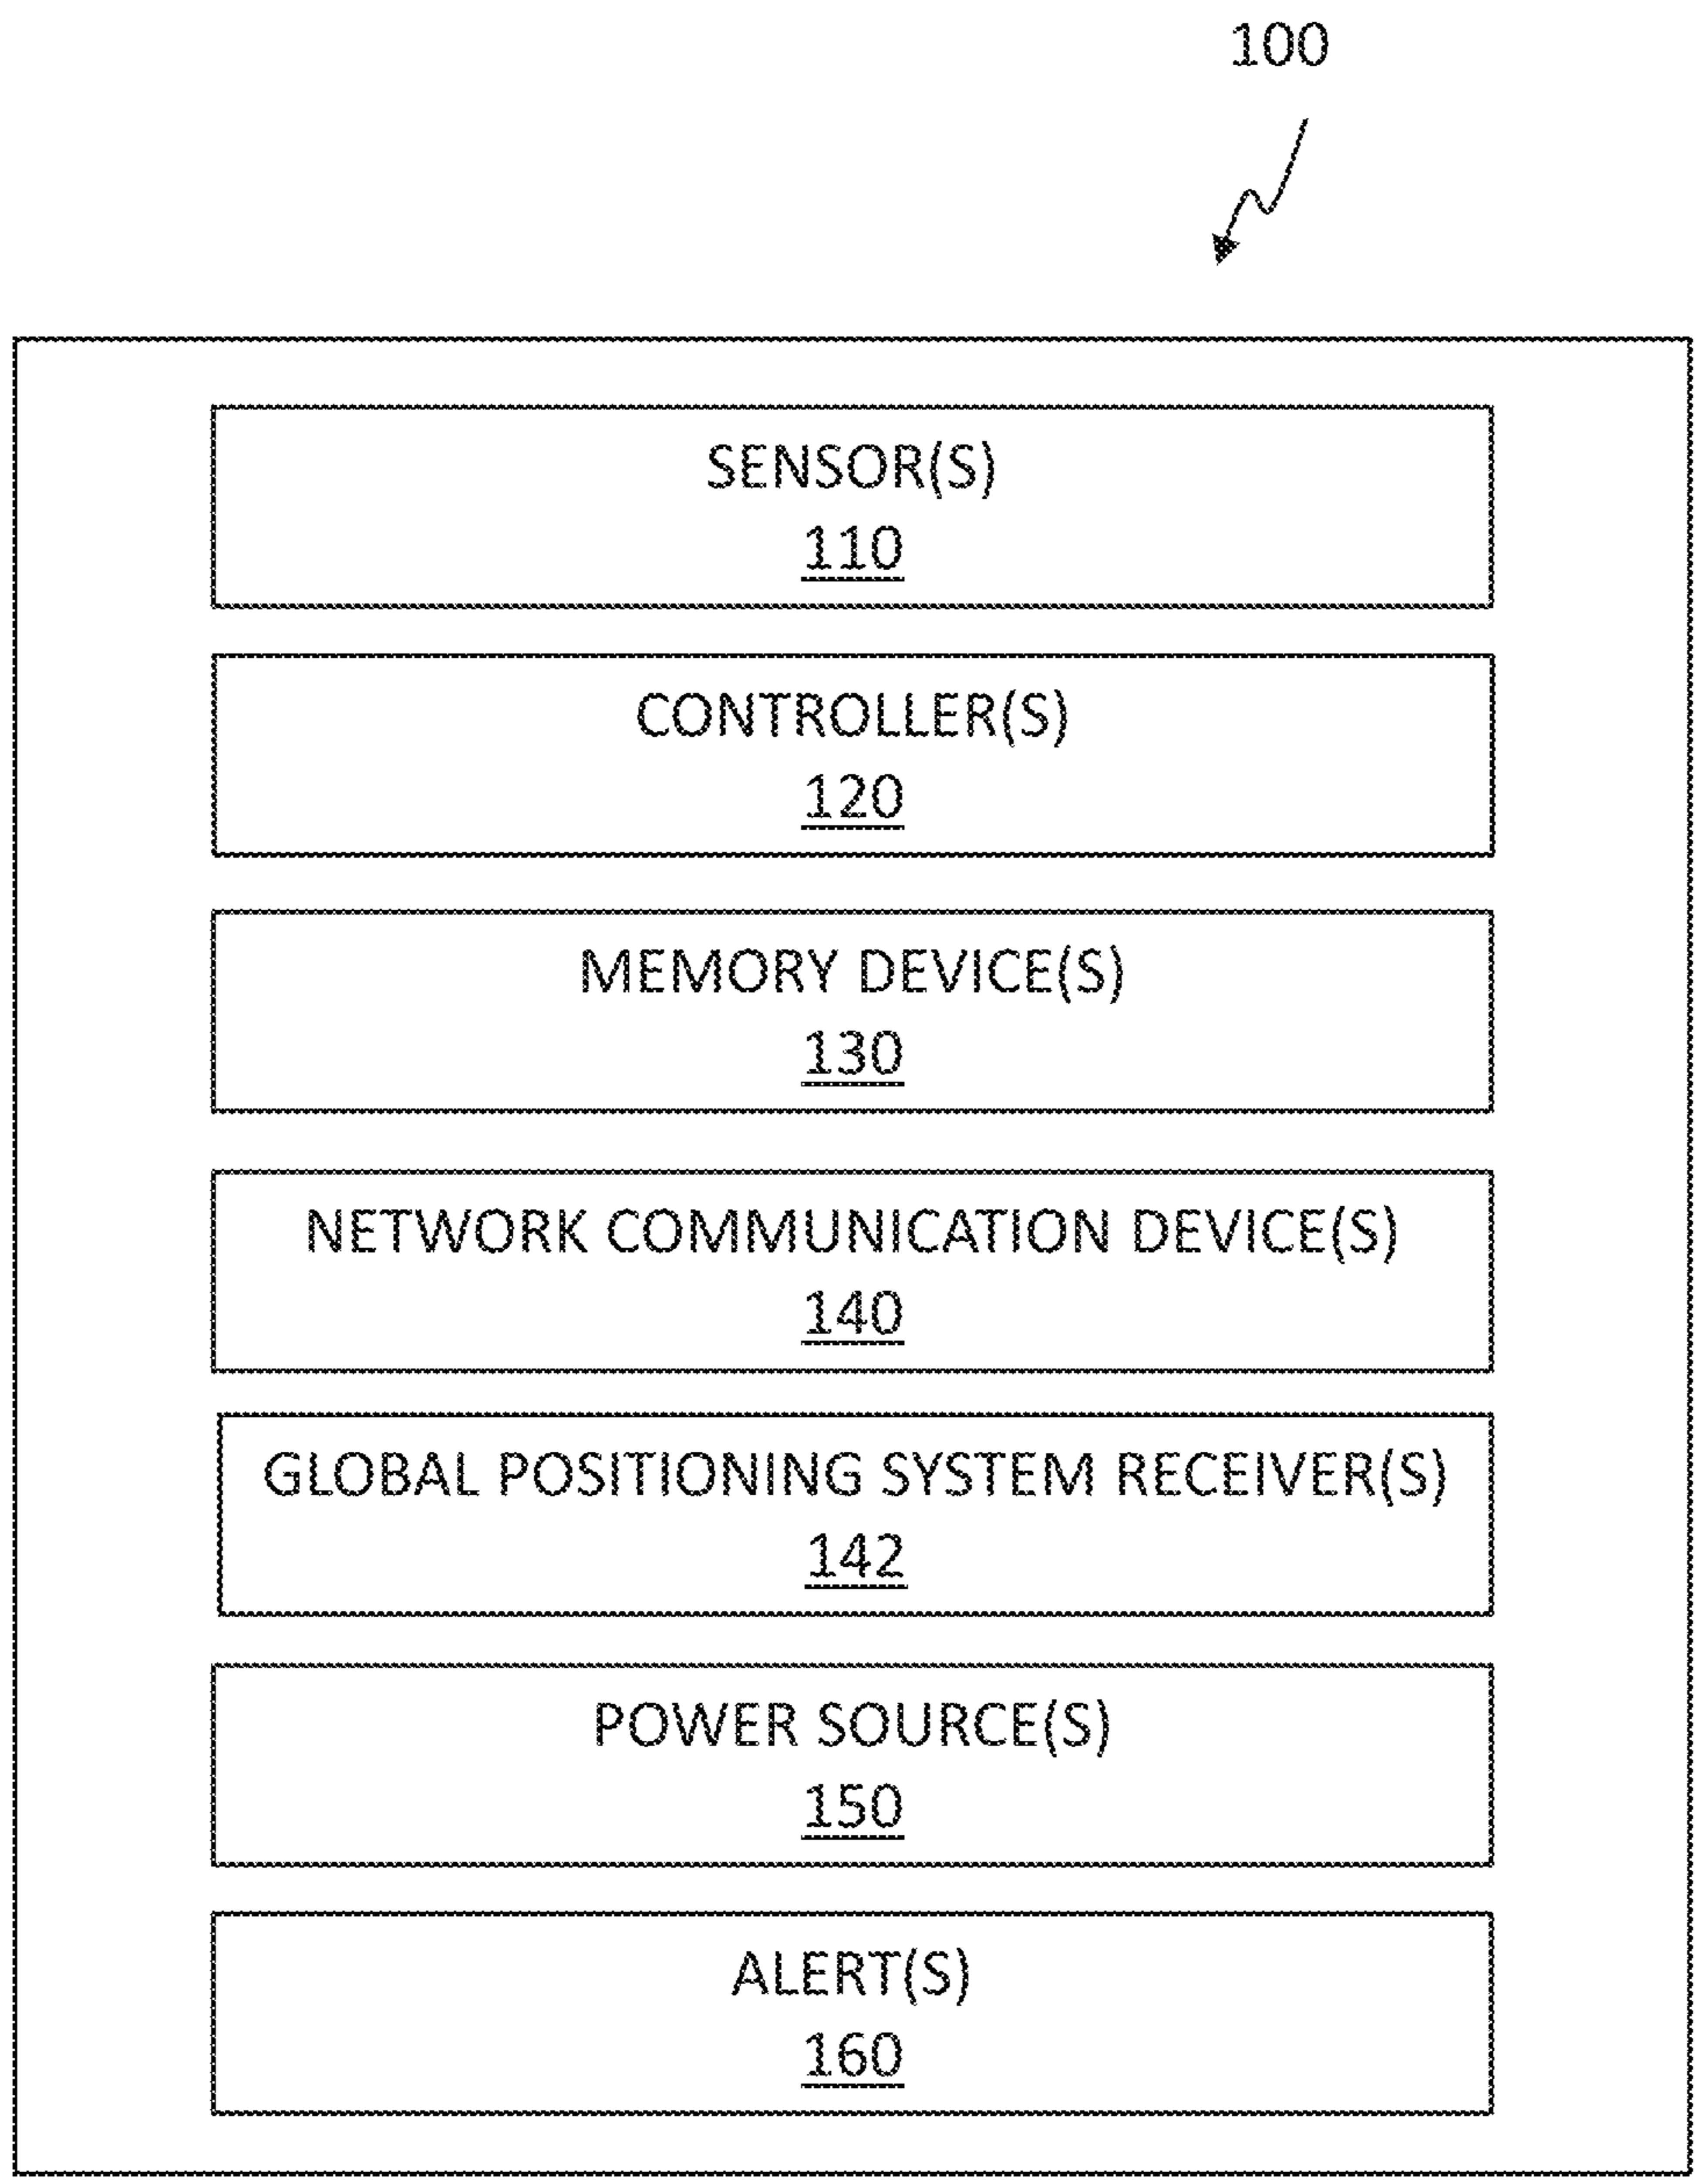 100
SENSOR(S)
110
CONTROLLER(S)
120
MEMORY DEVICE(S)
130
NETWORK COMMUNICATION DEVICE(S)
140
GLOBAL POSITIONING SYSTEM RECEIVER(S)
142
POWER SOURCE(S)
150
ALERT(S)
160